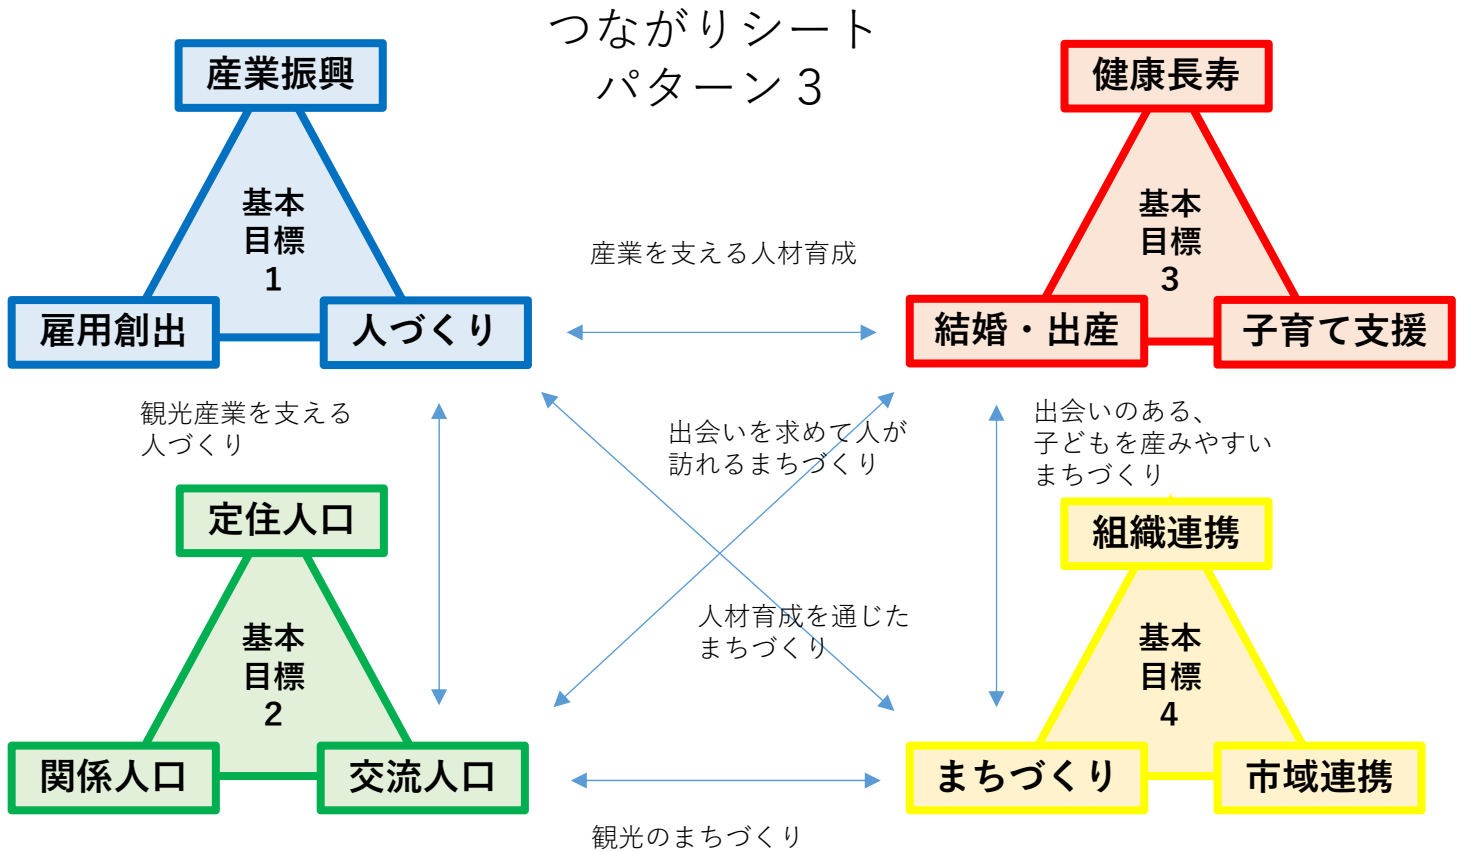 つながりシート
パターン３
産業振興
基本
目標
1
雇用創出
人づくり
健康長寿
基本
目標
3
結婚・出産
子育て支援
産業を支える人材育成
観光産業を支える
人づくり
出会いを求めて人が
訪れるまちづくり
出会いのある、
子どもを産みやすい
まちづくり
定住人口
基本
目標
2
関係人口
交流人口
人材育成を通じた
まちづくり
組織連携
基本
目標
4
まちづくり
市域連携
観光のまちづくり